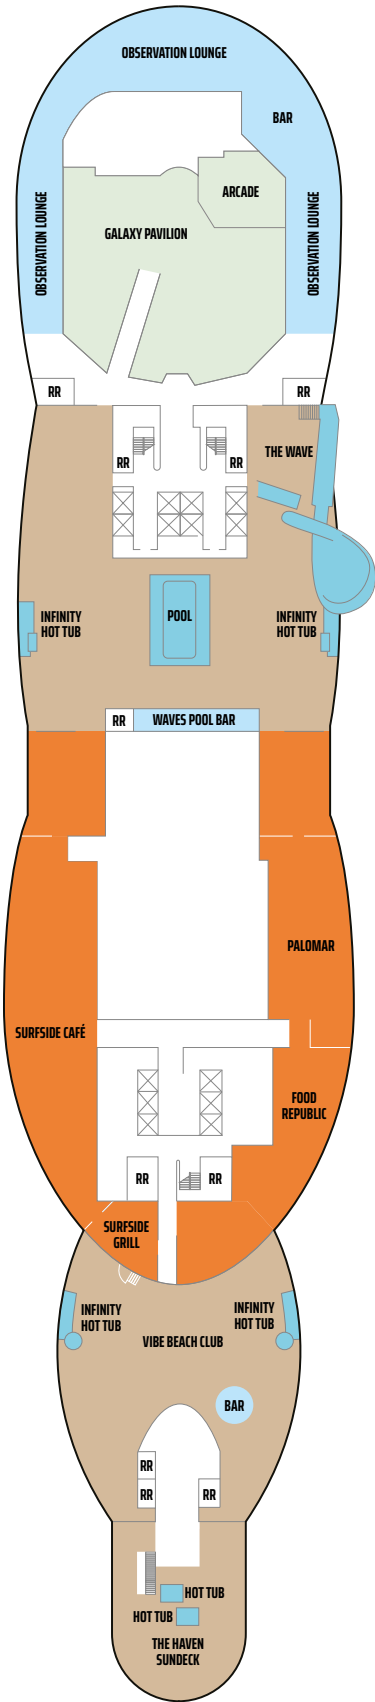 OBSERVATION LOUNGE
BAR
ARCADE
OBSERVATION LOUNGE
GALAXY PAVILION
OBSERVATION LOUNGE
RR
RR
THE WAVE
RR
RR
INFINITY
HOT TUB
POOL
INFINITY
HOT TUB
RR
WAVES POOL BAR
PALOMAR
SURFSIDE CAFÉ
FOOD
REPUBLIC
RR
RR
SURFSIDE
GRILL
INFINITY
HOT TUB
INFINITY
HOT TUB
VIBE BEACH CLUB
BAR
RR
RR
RR
HOT TUB
HOT TUB
THE HAVEN
SUNDECK